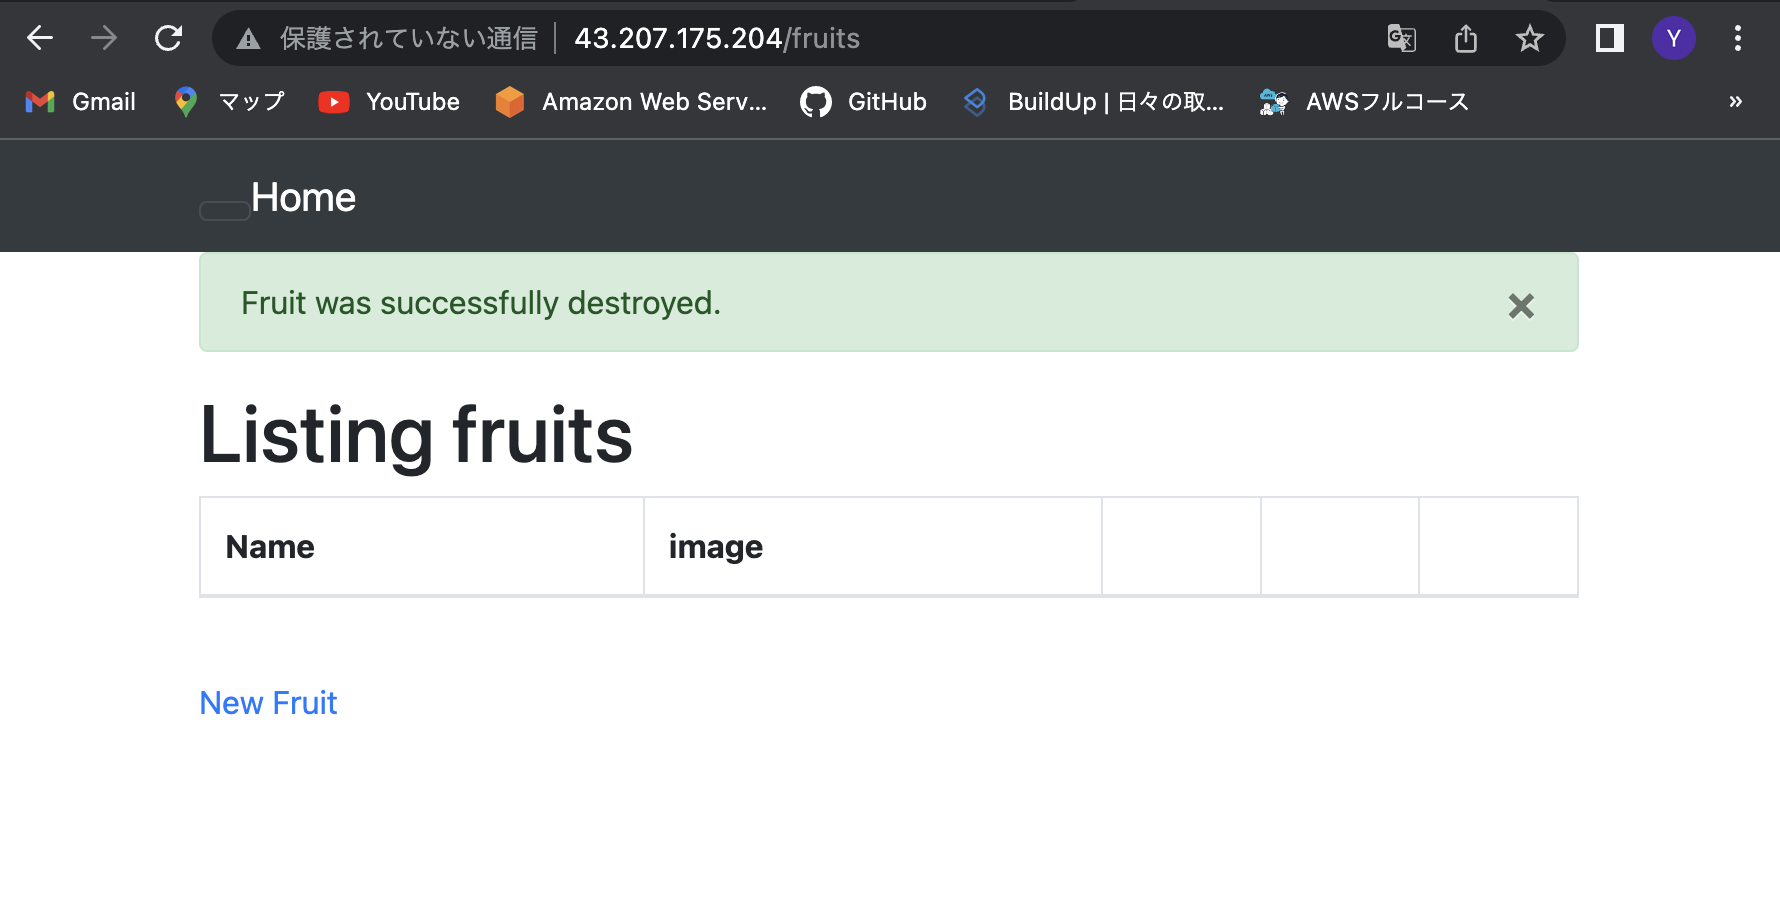 保護されていない通信 43.207.175.204/fruits Y
Gmail マップ YouTube Amazon Web Serv... GitHub BuildUp | 日々の取... AWSフルコース »
Home
Fruit was successfully destroyed. ×
Listing fruits
Name image
New Fruit